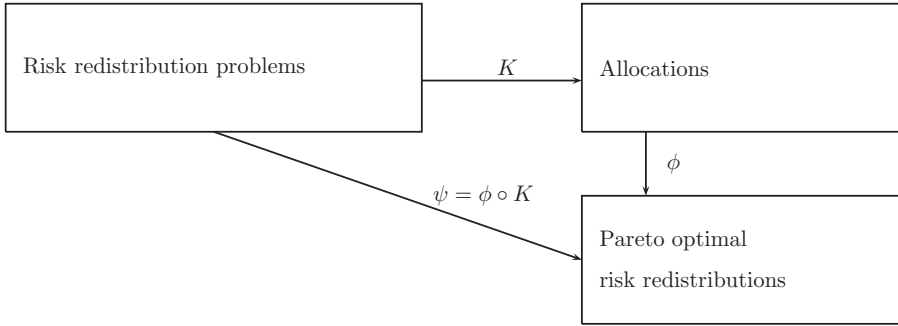 Risk redistribution problems
K
Allocations
ϕ
ψ = ϕ ∘ K
Pareto optimal
risk redistributions